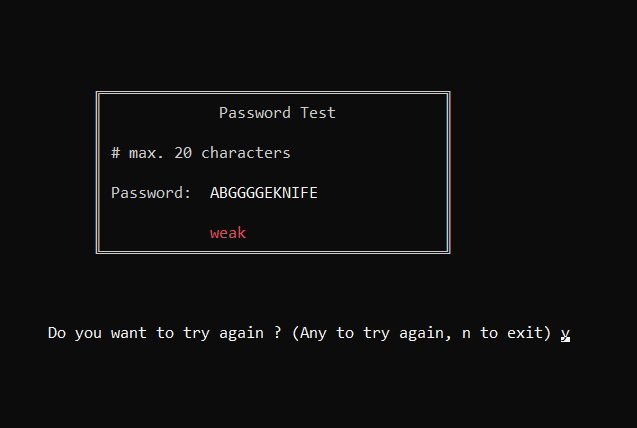 Password Test
# max. 20 characters
Password: ABGGGGEKNIFE
weak
Do you want to try again ? (Any to try again, n to exit) y